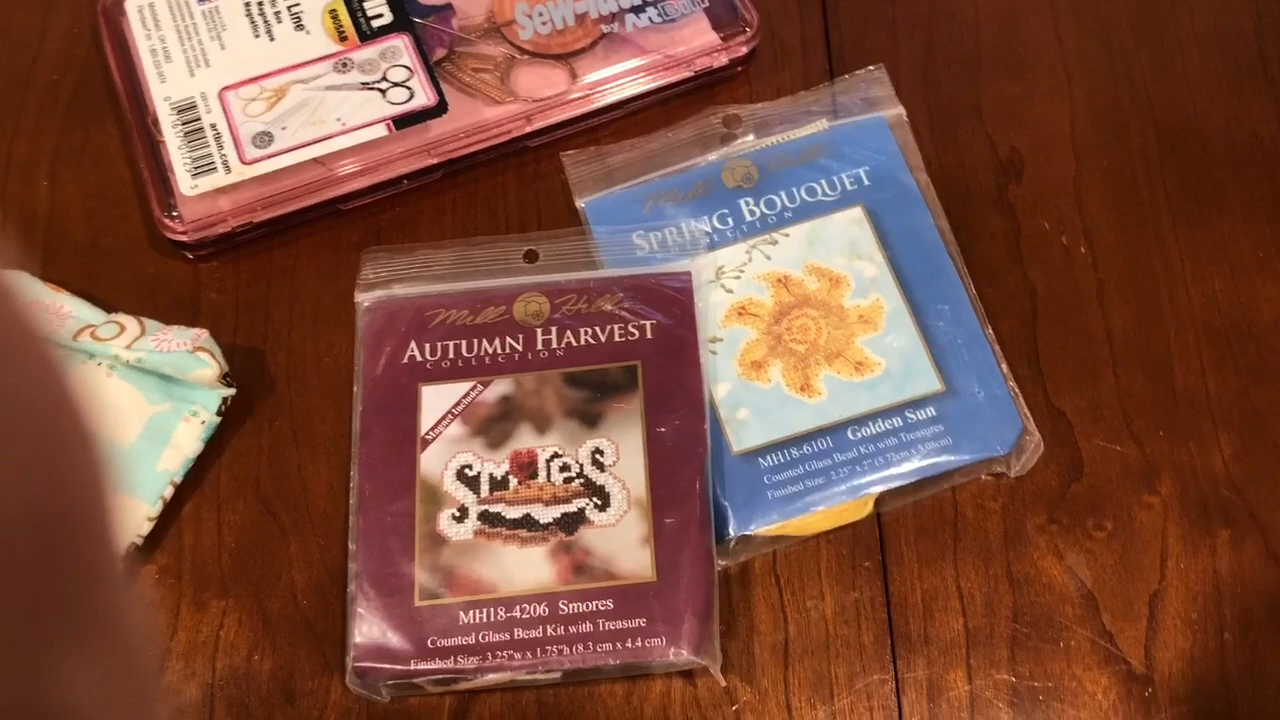 Line
6905AB
Sew-
by ArtBin
artbin.com
Mill Hill
SPRING BOUQUET
MH18-6101 Golden Sun
Counted Glass Bead Kit with Treasures
Finished Size: 2.25" x 2" (5.72cm x 5.08cm)
Mill Hill
AUTUMN HARVEST
COLLECTION
Magnet Included
Smores
MH18-4206 Smores
Counted Glass Bead Kit with Treasure
Finished Size: 3.25"w x 1.75"h (8.3 cm x 4.4 cm)